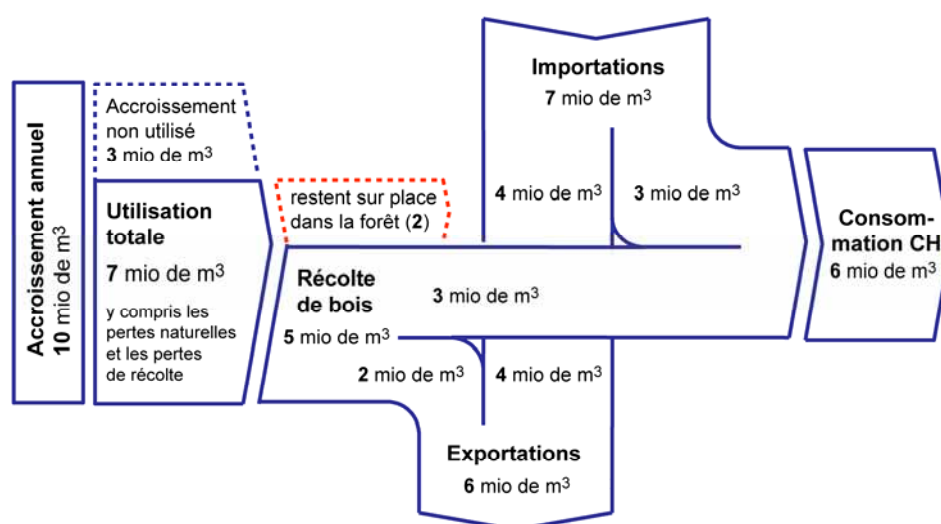 Accroissement annuel
10 mio de m³
Accroissement
non utilisé
3 mio de m³
Utilisation
totale
7 mio de m³
y compris les
pertes naturelles
et les pertes
de récolte
restent sur place
dans la forêt (2)
Récolte
de bois
5 mio de m³
3 mio de m³
2 mio de m³
4 mio de m³
Exportations
6 mio de m³
Importations
7 mio de m³
4 mio de m³
3 mio de m³
Consom-
mation CH
6 mio de m³